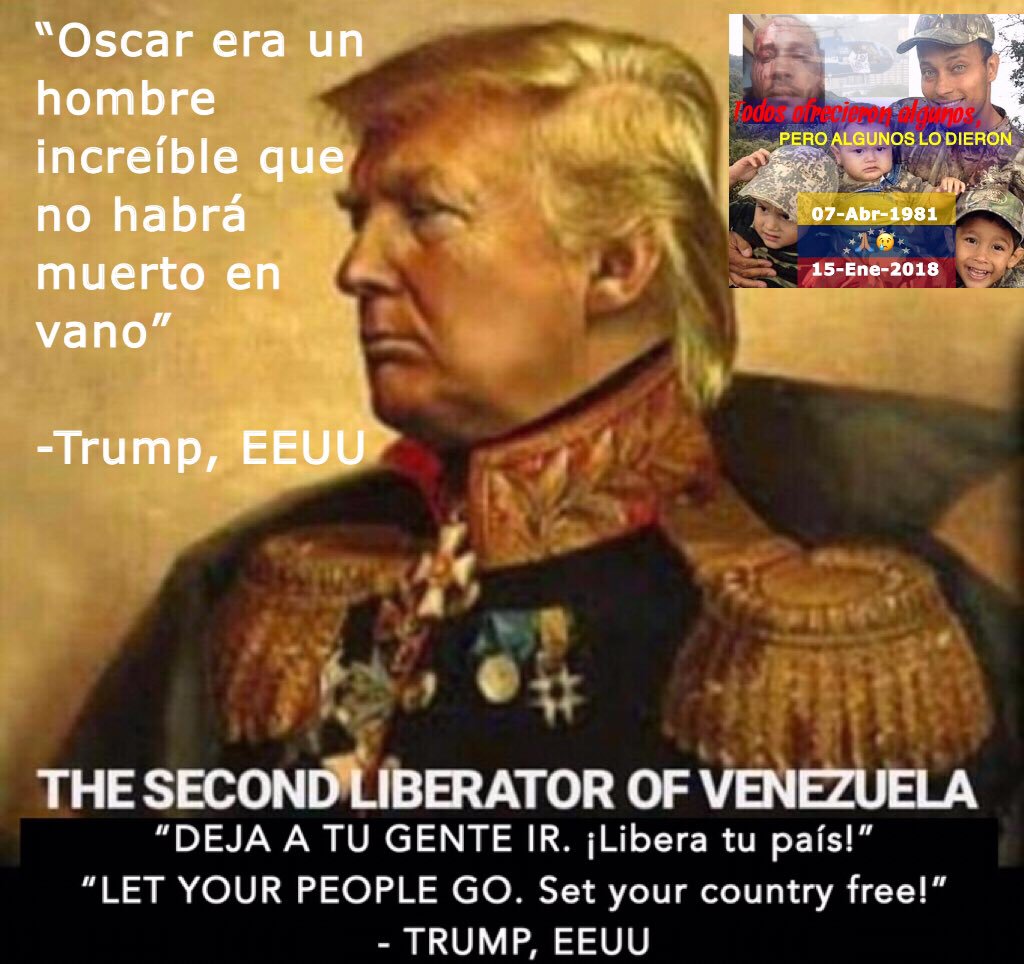 “Oscar era un
hombre
increíble que
no habrá
muerto en
vano”
-Trump, EEUU
Todos ofrecieron algunos,
PERO ALGUNOS LO DIERON
07-Abr-1981
15-Ene-2018
THE SECOND LIBERATOR OF VENEZUELA
“DEJA A TU GENTE IR. ¡Libera tu país!”
“LET YOUR PEOPLE GO. Set your country free!”
- TRUMP, EEUU